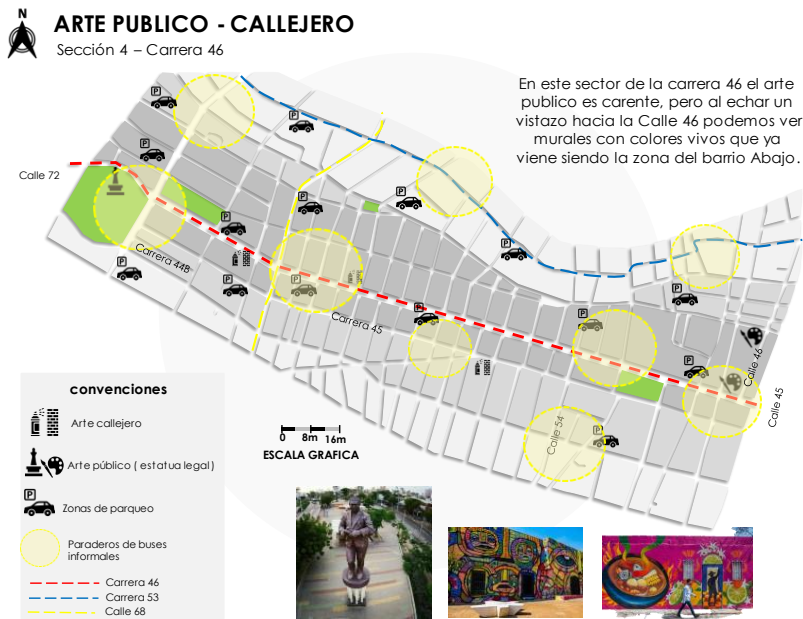 N
ARTE PUBLICO - CALLEJERO
Sección 4 – Carrera 46
En este sector de la carrera 46 el arte
publico es carente, pero al echar un
vistazo hacia la Calle 46 podemos ver
murales con colores vivos que ya
viene siendo la zona del barrio Abajo.
P
P
P
Calle 72
P
P
P
P
Carrera 44B
P
P
P
P
Carrera 45
P
P
P
Calle 46
Calle 45
Calle 54
P
convenciones
Arte callejero
Arte público ( estatua legal)
P
Zonas de parqueo
Paraderos de buses
informales
Carrera 46
Carrera 53
Calle 68
0 8m 16m
ESCALA GRAFICA